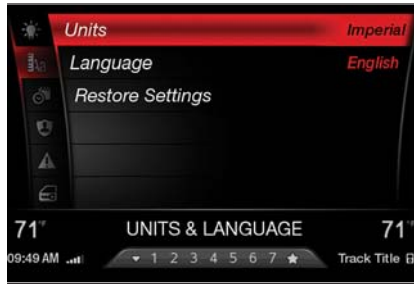 Units Imperial
Language English
Restore Settings
71°F UNITS & LANGUAGE 71°
09:49 AM 1 2 3 4 5 6 7 Track Title